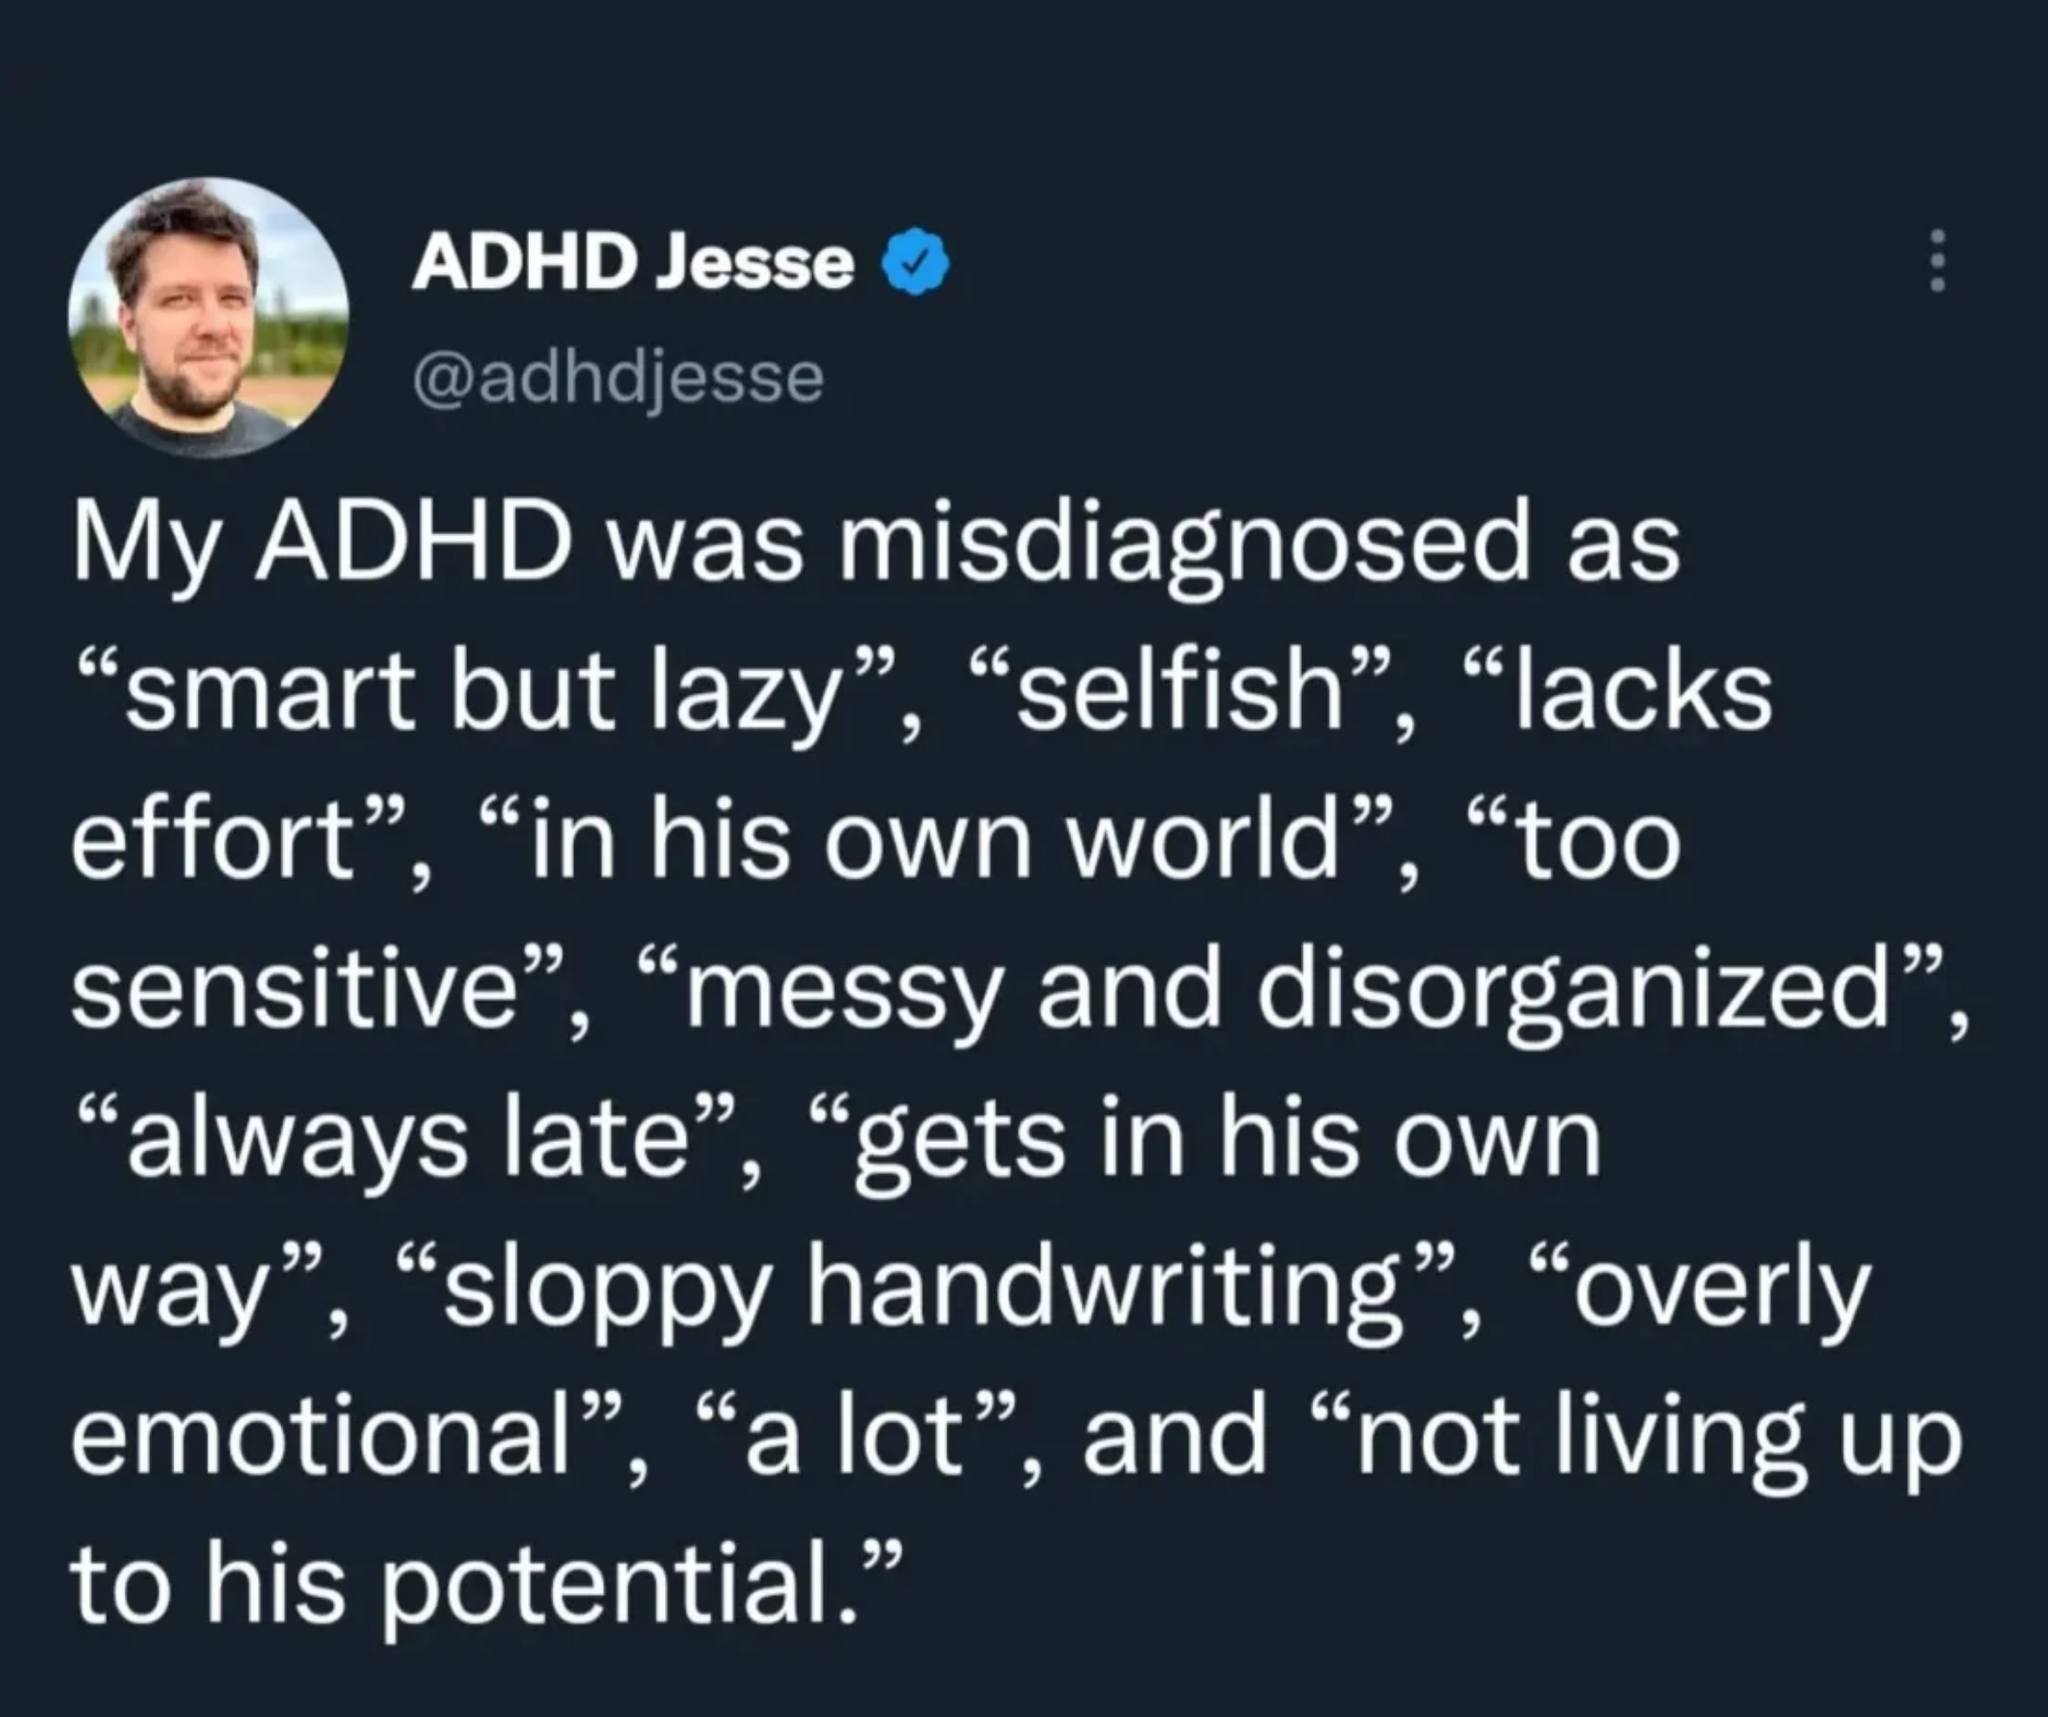 ADHD Jesse
@adhdjesse
My ADHD was misdiagnosed as
“smart but lazy”, “selfish”, “lacks
effort”, “in his own world”, “too
sensitive”, “messy and disorganized”,
“always late”, “gets in his own
way”, “sloppy handwriting”, “overly
emotional”, “a lot”, and “not living up
to his potential.”